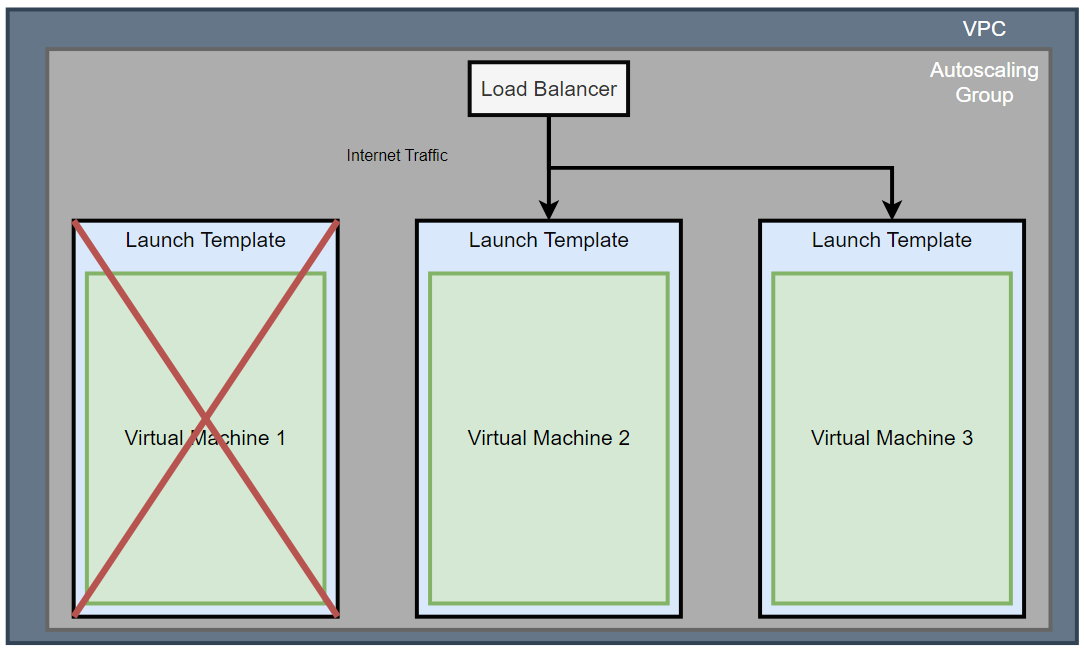 VPC
Autoscaling
Group
Load Balancer
Internet Traffic
Launch Template
Launch Template
Launch Template
Virtual Machine 1
Virtual Machine 2
Virtual Machine 3